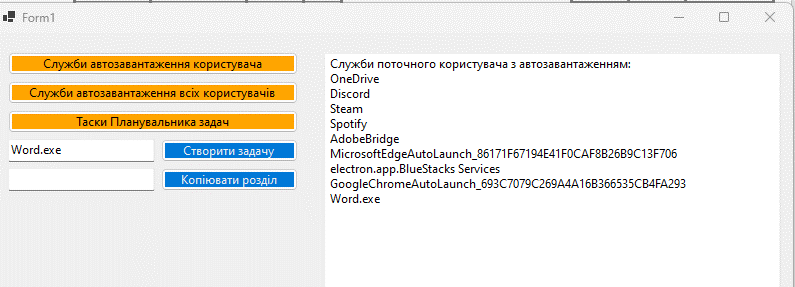 Form1
Служби автозавантаження користувача
Служби автозавантаження всіх користувачів
Таски Планувальника задач
Word.exe
Створити задачу
Копіювати розділ
Служби поточного користувача з автозавантаженням:
OneDrive
Discord
Steam
Spotify
AdobeBridge
MicrosoftEdgeAutoLaunch_86171F67194E41F0CAF8B26B9C13F706
electron.app.BlueStacks Services
GoogleChromeAutoLaunch_693C7079C269A4A16B366535CB4FA293
Word.exe